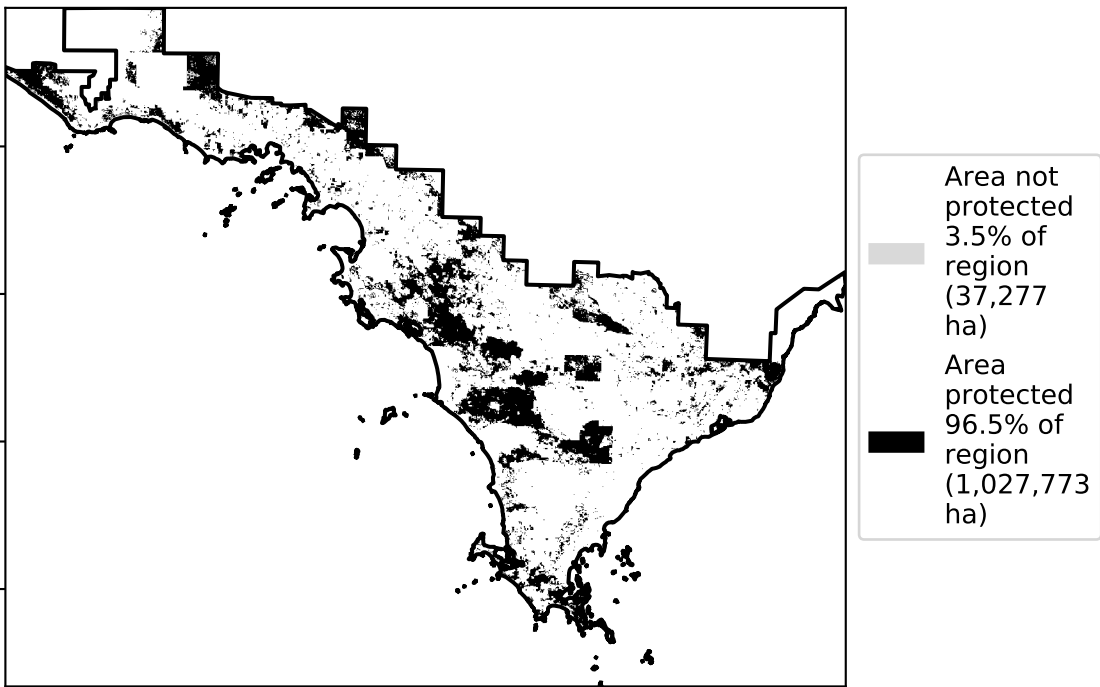 Area not
protected
3.5% of
region
(37,277
ha)
Area
protected
96.5% of
region
(1,027,773
ha)